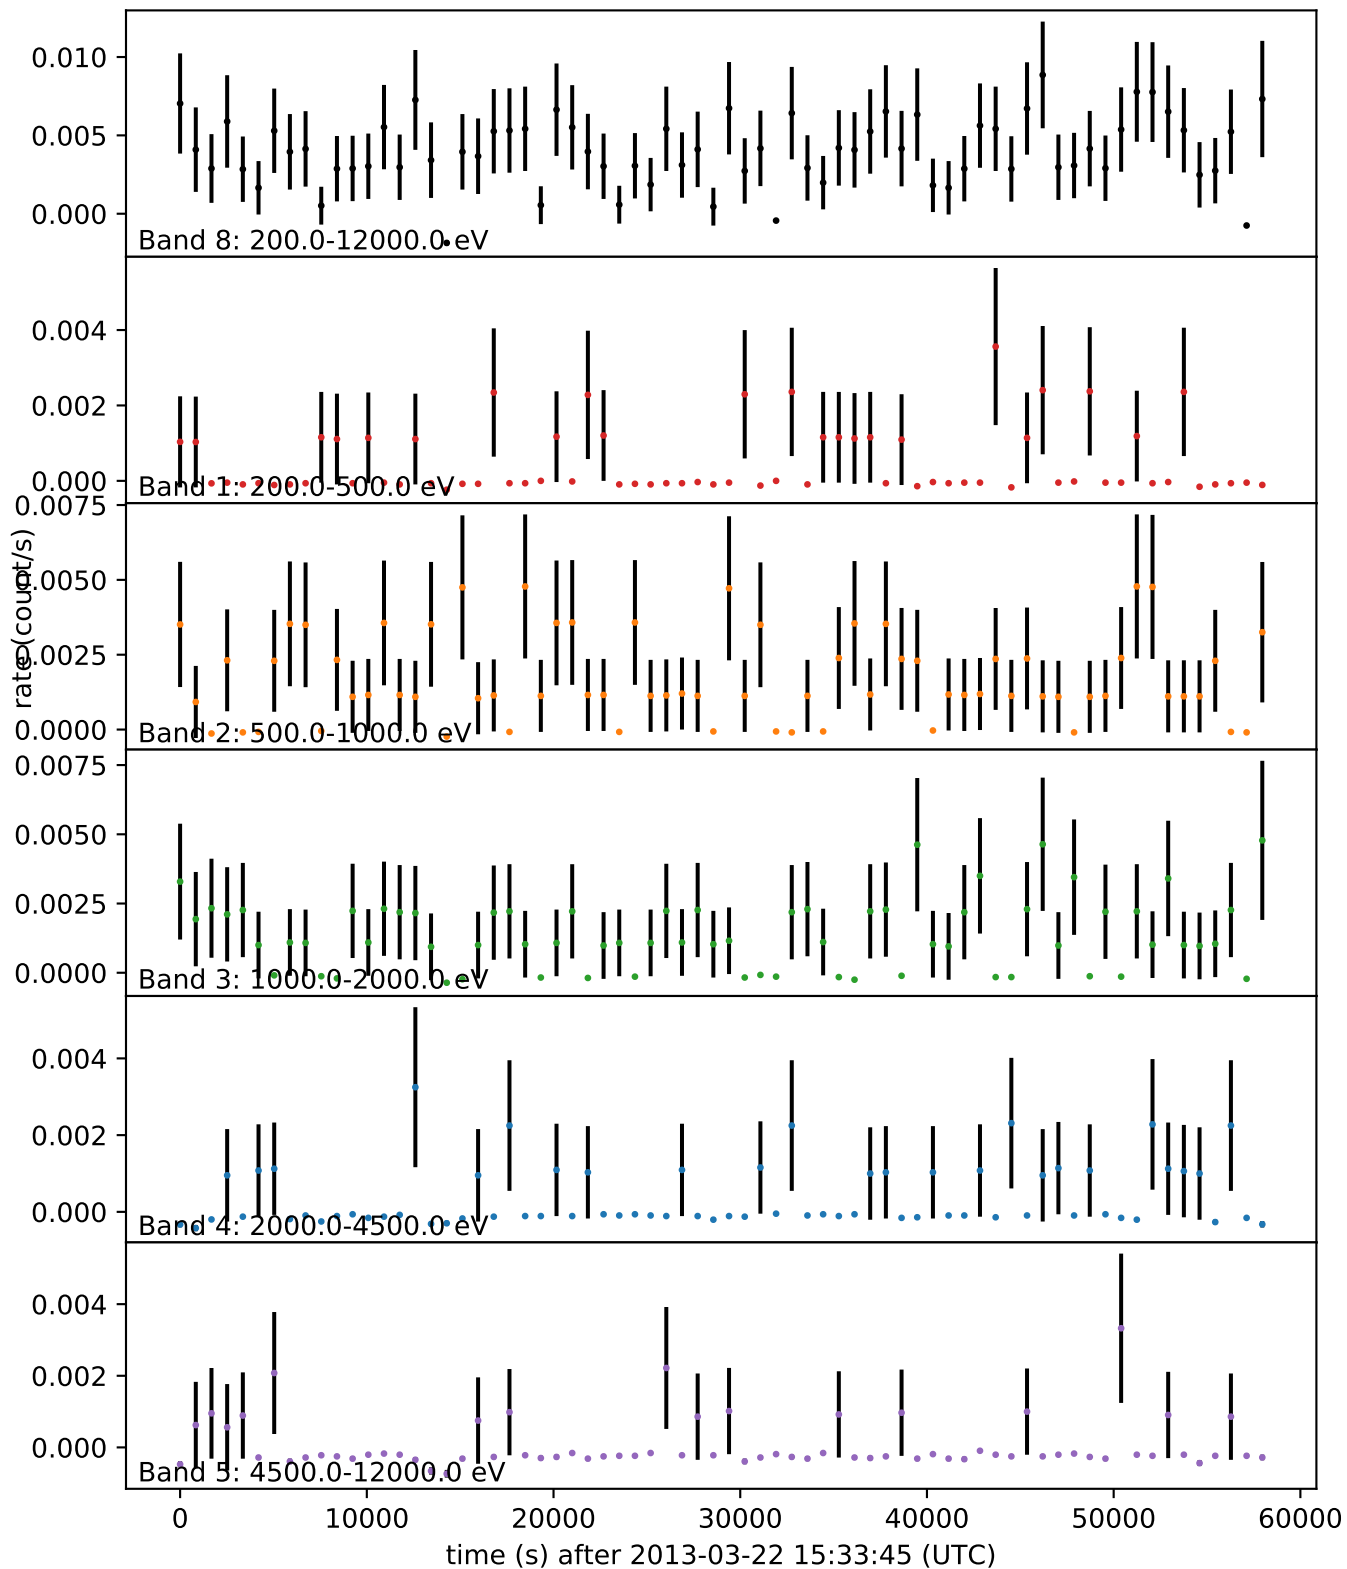 0.010
0.005
0.000
Band 8: 200.0-12000.0 eV
0.004
0.002
0.000
Band 1: 200.0-500.0 eV
rate (count/s)
0.0075
0.0050
0.0025
0.0000
Band 2: 500.0-1000.0 eV
0.0075
0.0050
0.0025
0.0000
Band 3: 1000.0-2000.0 eV
0.004
0.002
0.000
Band 4: 2000.0-4500.0 eV
0.004
0.002
0.000
Band 5: 4500.0-12000.0 eV
0 10000 20000 30000 40000 50000 60000
time (s) after 2013-03-22 15:33:45 (UTC)